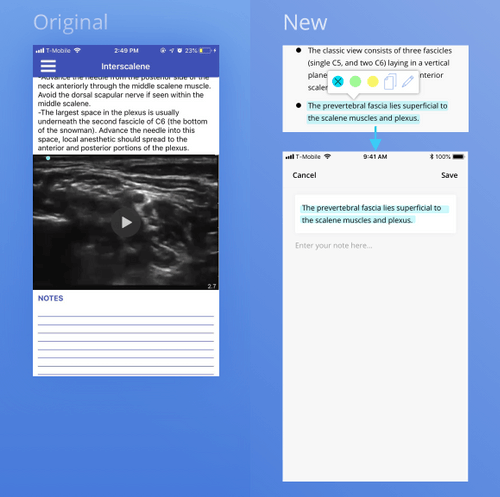 Original
T-Mobile 2:49 PM 23%
Interscalene
-Advance the needle from the posterior side of the
neck anteriorly through the middle scalene muscle.
Avoid the dorsal scapular nerve if seen within the
middle scalene.
-The largest space in the plexus is usually
underneath the second fascicle of C6 (the bottom
of the snowman). Advance the needle into this
space, local anesthetic should spread to the
anterior and posterior portions of the plexus.
2.7
NOTES
New
The classic view consists of three fascicles
(single C5, and two C6) laying in a vertical
plane nterior
scaler
The prevertebral fascia lies superficial to
the scalene muscles and plexus.
T-Mobile 9:41 AM 100%
Cancel Save
The prevertebral fascia lies superficial to
the scalene muscles and plexus.
Enter your note here...